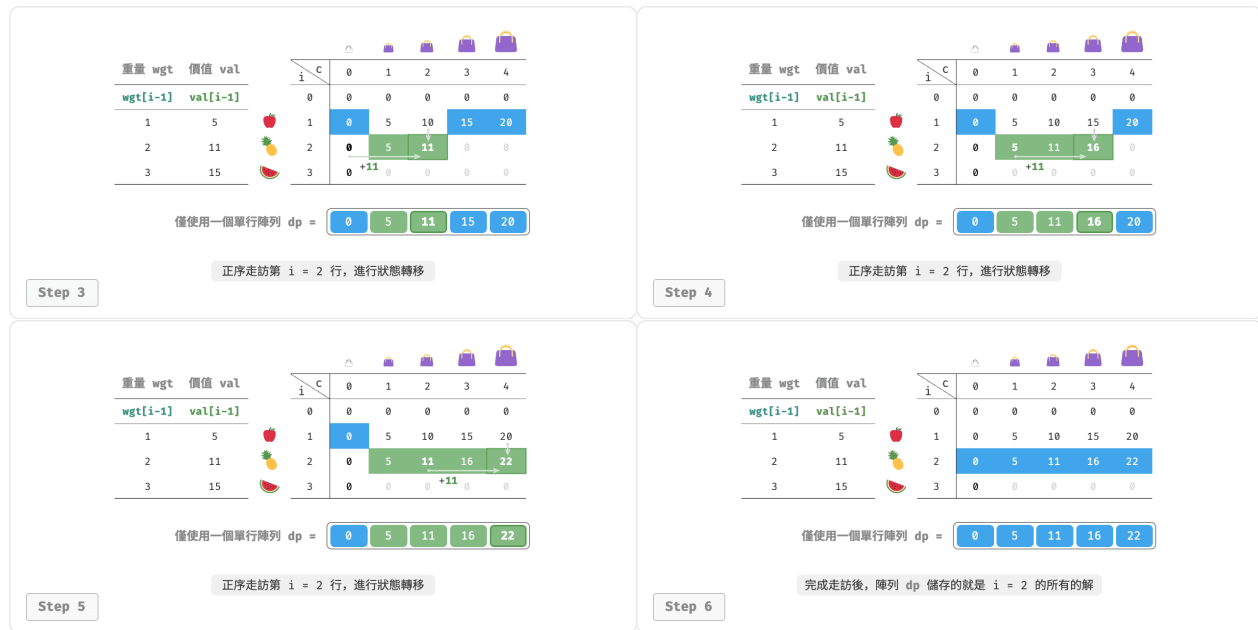 重量 wgt 價值 val i c 0 1 2 3 4
wgt[i-1] val[i-1] 0 0 0 0 0 0
1 5 1 0 5 10 15 20
2 11 2 0 5 11 0 0
3 15 3 0 0 0 0 0
+11
僅使用一個單行陣列 dp = 0 5 11 15 20
正序走訪第 i = 2 行，進行狀態轉移
Step 3
重量 wgt 價值 val i c 0 1 2 3 4
wgt[i-1] val[i-1] 0 0 0 0 0 0
1 5 1 0 5 10 15 20
2 11 2 0 5 11 16 0
3 15 3 0 0 0 0 0
+11
僅使用一個單行陣列 dp = 0 5 11 16 20
正序走訪第 i = 2 行，進行狀態轉移
Step 4
重量 wgt 價值 val i c 0 1 2 3 4
wgt[i-1] val[i-1] 0 0 0 0 0 0
1 5 1 0 5 10 15 20
2 11 2 0 5 11 16 22
3 15 3 0 0 0 0 0
+11
僅使用一個單行陣列 dp = 0 5 11 16 22
正序走訪第 i = 2 行，進行狀態轉移
Step 5
重量 wgt 價值 val i c 0 1 2 3 4
wgt[i-1] val[i-1] 0 0 0 0 0 0
1 5 1 0 5 10 15 20
2 11 2 0 5 11 16 22
3 15 3 0 0 0 0 0
僅使用一個單行陣列 dp = 0 5 11 16 22
完成走訪後，陣列 dp 儲存的就是 i = 2 的所有的解
Step 6